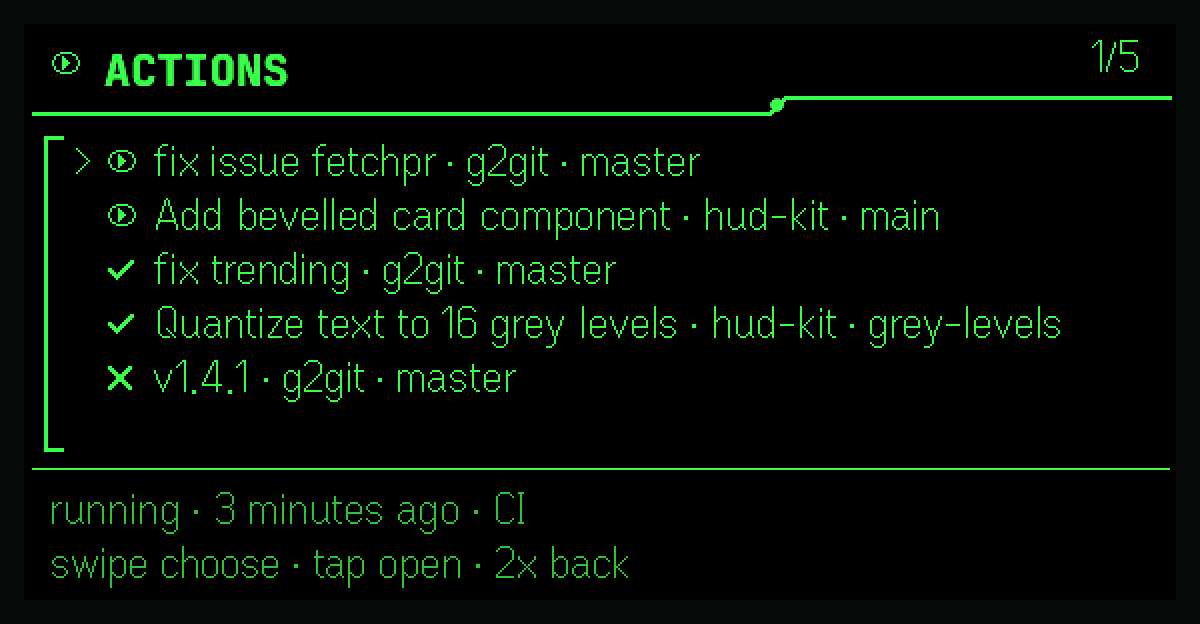 ACTIONS
1/5
> fix issue fetchpr · g2git · master
Add bevelled card component · hud-kit · main
fix trending · g2git · master
Quantize text to 16 grey levels · hud-kit · grey-levels
v1.4.1 · g2git · master
running · 3 minutes ago · CI
swipe choose · tap open · 2x back